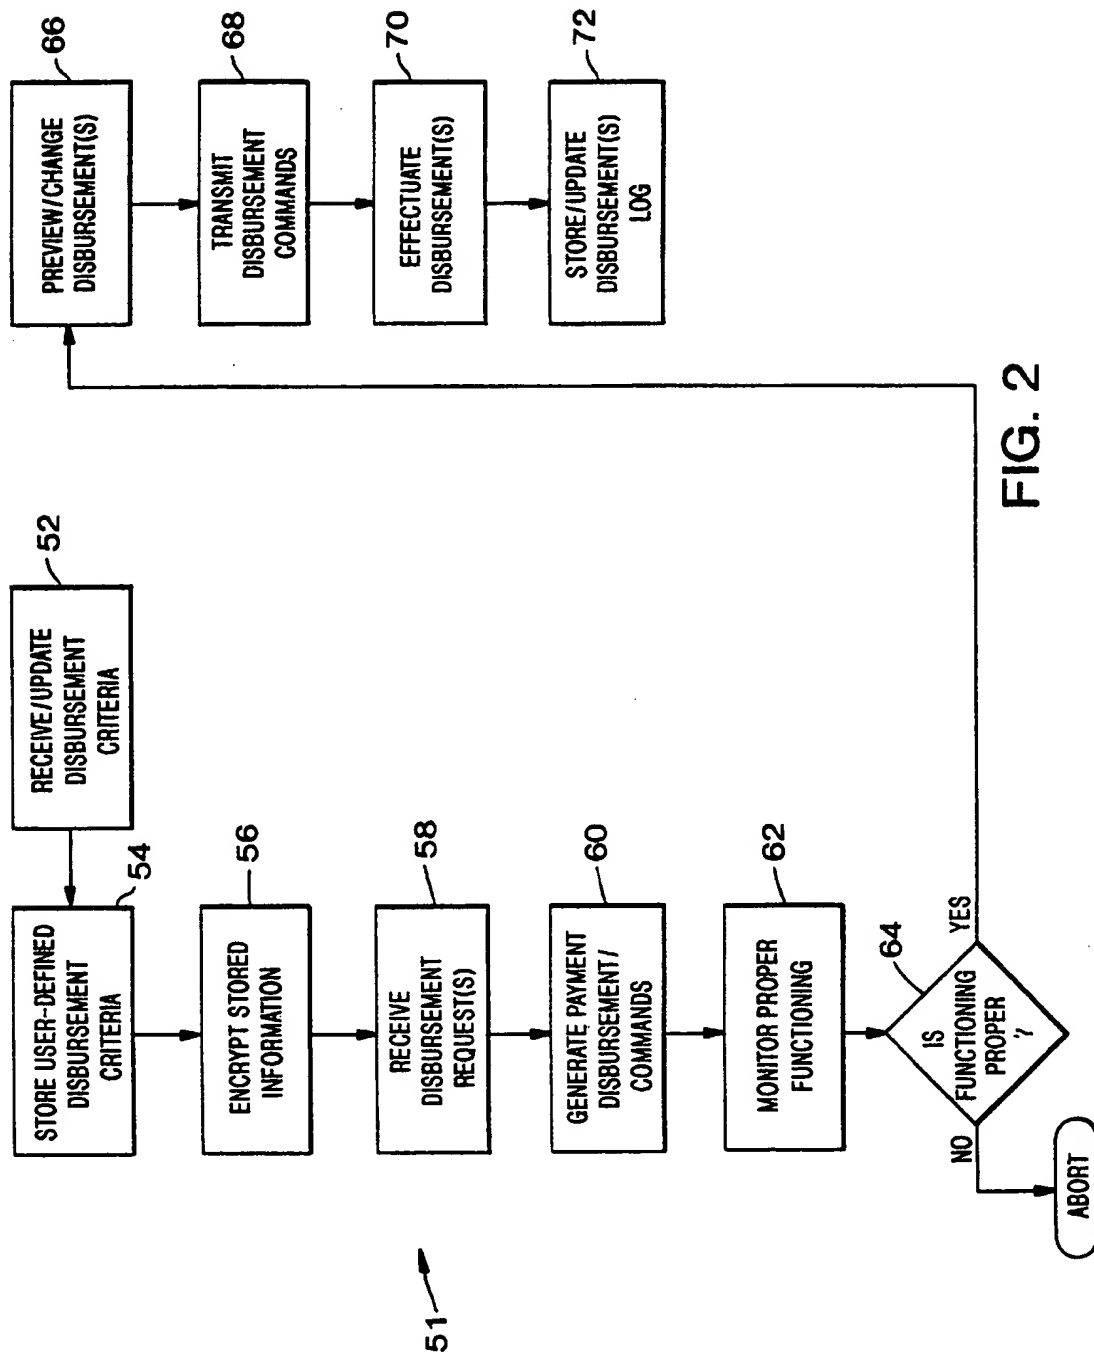 51
RECEIVE/UPDATE
DISBURSEMENT
CRITERIA
52
STORE USER-DEFINED
DISBURSEMENT
CRITERIA
54
ENCRYPT STORED
INFORMATION
56
RECEIVE
DISBURSEMENT
REQUEST(S)
58
GENERATE PAYMENT
DISBURSEMENT/
COMMANDS
60
MONITOR PROPER
FUNCTIONING
62
IS
FUNCTIONING
PROPER
?
64
NO
YES
ABORT
PREVIEW/CHANGE
DISBURSEMENT(S)
66
TRANSMIT
DISBURSEMENT
COMMANDS
68
EFFECTUATE
DISBURSEMENT(S)
70
STORE/UPDATE
DISBURSEMENT(S)
LOG
72
FIG. 2